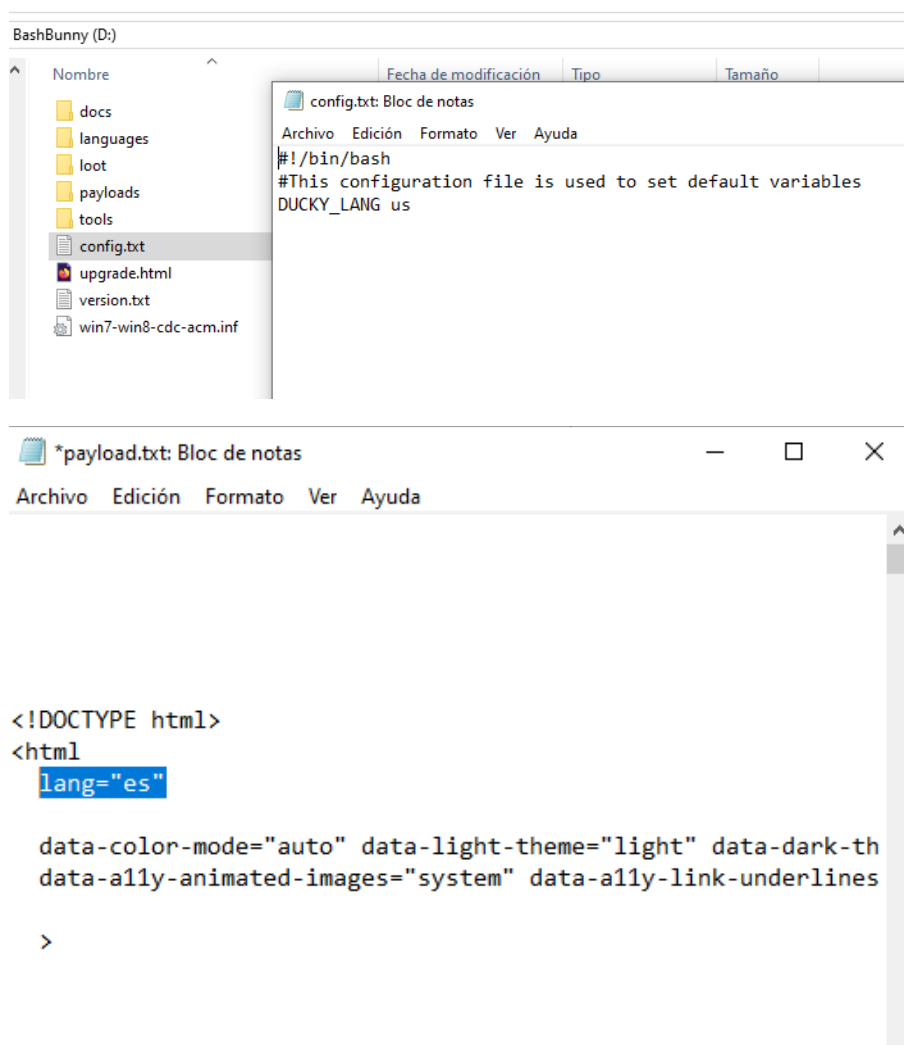 BashBunny (D:)
Nombre
Fecha de modificación
Tipo
Tamaño
docs
languages
loot
payloads
tools
config.txt
upgrade.html
version.txt
win7-win8-cdc-acm.inf
config.txt: Bloc de notas
Archivo Edición Formato Ver Ayuda
#!/bin/bash
#This configuration file is used to set default variables
DUCKY_LANG us
*payload.txt: Bloc de notas
Archivo Edición Formato Ver Ayuda
<!DOCTYPE html>
<html
lang="es"
data-color-mode="auto" data-light-theme="light" data-dark-th
data-a11y-animated-images="system" data-a11y-link-underlines
>